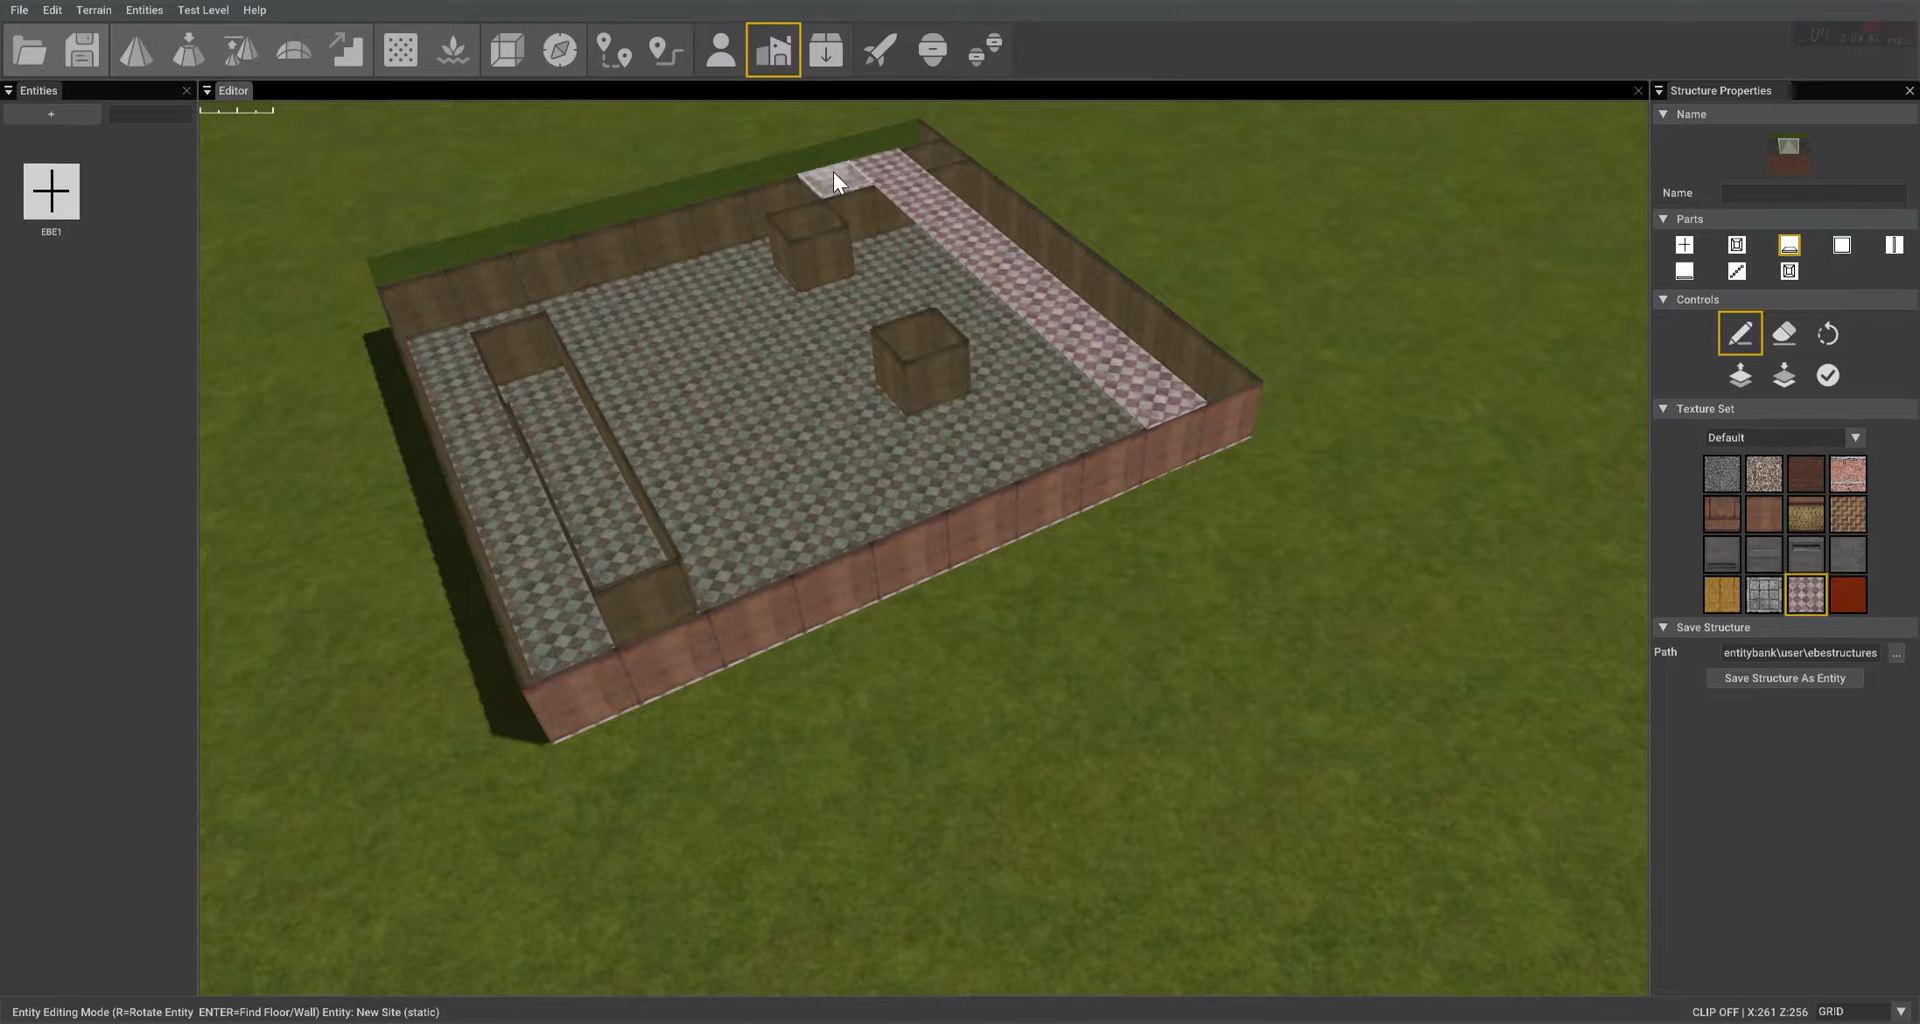 File Edit Terrain Entities Test Level Help
Entities
Editor
Structure Properties
+
Name
EBE1
Name
Parts
Controls
Texture Set
Default
Save Structure
Path entitybank\user\ebestructures ...
Save Structure As Entity
Entity Editing Mode (R=Rotate Entity ENTER=Find Floor/Wall) Entity: New Site (static)
CLIP OFF | X:261 Z:256 GRID